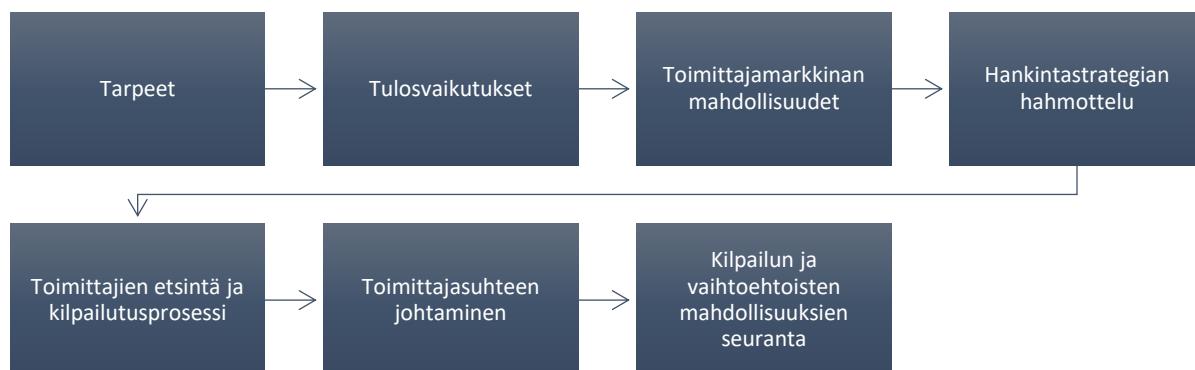 Tarpeet
Tulosvaikutukset
Toimittajamarkkinan
mahdollisuudet
Hankintastrategian
hahmottelu
Toimittajien etsintä ja
kilpailutusprosessi
Toimittajasuhteen
johtaminen
Kilpailun ja
vaihtoehtoisten
mahdollisuuksien
seuranta